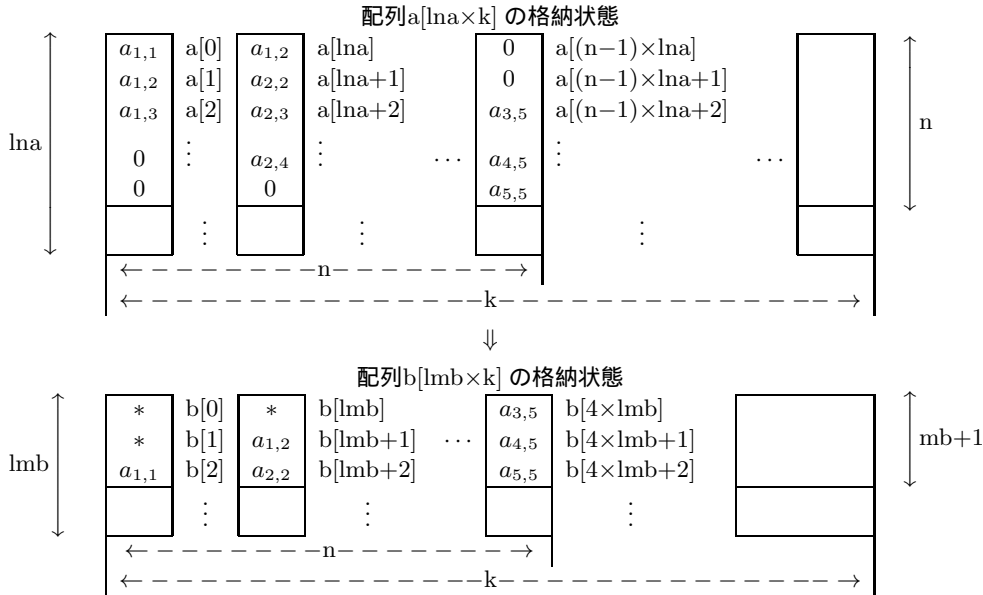 配列a[lna×k] の格納状態
a1,1 a[0] a1,2 a[lna] 0 a[(n−1)×lna]
a1,2 a[1] a2,2 a[lna+1] 0 a[(n−1)×lna+1]
a1,3 a[2] a2,3 a[lna+2] a3,5 a[(n−1)×lna+2] n
lna 0 ⋮ a2,4 ⋮ ⋯ a4,5 ⋮ ⋯
0 0 a5,5
⋮ ⋮ ⋮
n
k
⇓
配列b[lmb×k] の格納状態
∗ b[0] ∗ b[lmb] a3,5 b[4×lmb]
∗ b[1] a1,2 b[lmb+1] ⋯ a4,5 b[4×lmb+1] mb+1
lmb a1,1 b[2] a2,2 b[lmb+2] a5,5 b[4×lmb+2]
⋮ ⋮ ⋮
n
k